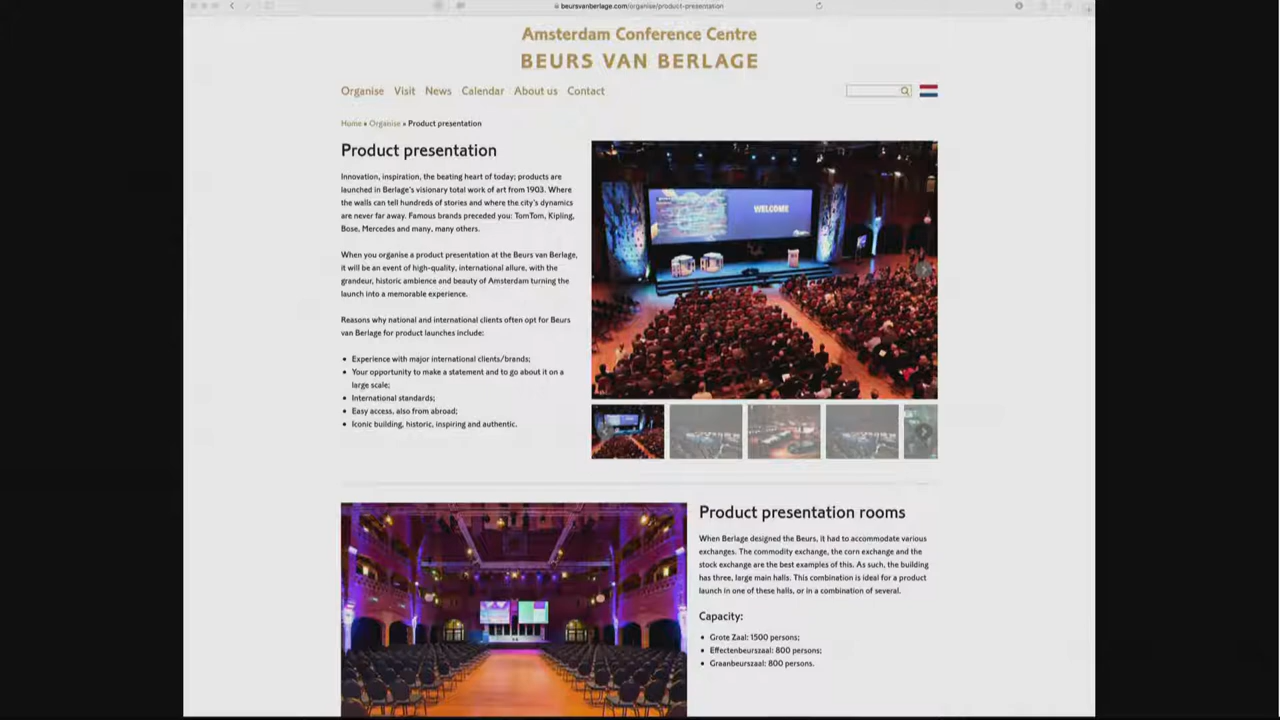 beursvanberlage.com/organise/product-presentation
Amsterdam Conference Centre
BEURS VAN BERLAGE
Organise Visit News Calendar About us Contact
Home » Organise » Product presentation
Product presentation
Innovation, inspiration, the beating heart of today; products are
launched in Berlage's visionary total work of art from 1903. Where
the walls can tell hundreds of stories and where the city's dynamics
are never far away. Famous brands preceded you: TomTom, Kipling,
Bose, Mercedes and many, many others.
When you organise a product presentation at the Beurs van Berlage,
it will be an event of high-quality, international allure, with the
grandeur, historic ambience and beauty of Amsterdam turning the
launch into a memorable experience.
Reasons why national and international clients often opt for Beurs
van Berlage for product launches include:
• Experience with major international clients/brands;
• Your opportunity to make a statement and to go about it on a
large scale;
• International standards;
• Easy access, also from abroad;
• Iconic building, historic, inspiring and authentic.
WELCOME
Product presentation rooms
When Berlage designed the Beurs, it had to accommodate various
exchanges. The commodity exchange, the corn exchange and the
stock exchange are the best examples of this. As such, the building
has three, large main halls. This combination is ideal for a product
launch in one of these halls, or in a combination of several.
Capacity:
• Grote Zaal: 1500 persons;
• Effectenbeurszaal: 800 persons;
• Graanbeurszaal: 800 persons.